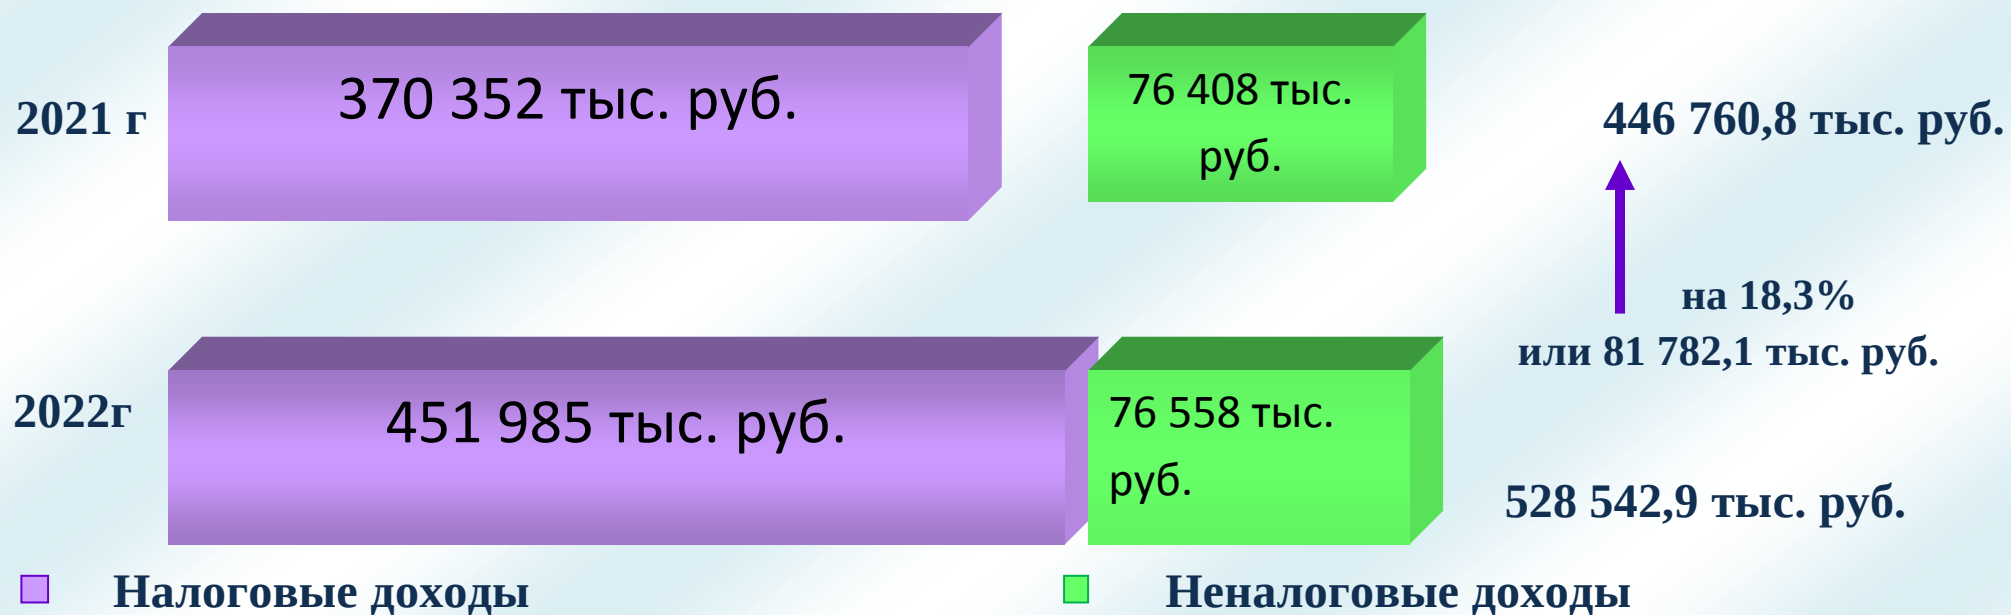 2021 г
370 352 тыс. руб.
76 408 тыс.
руб.
446 760,8 тыс. руб.
на 18,3%
или 81 782,1 тыс. руб.
2022г
451 985 тыс. руб.
76 558 тыс.
руб.
528 542,9 тыс. руб.
Налоговые доходы
Неналоговые доходы